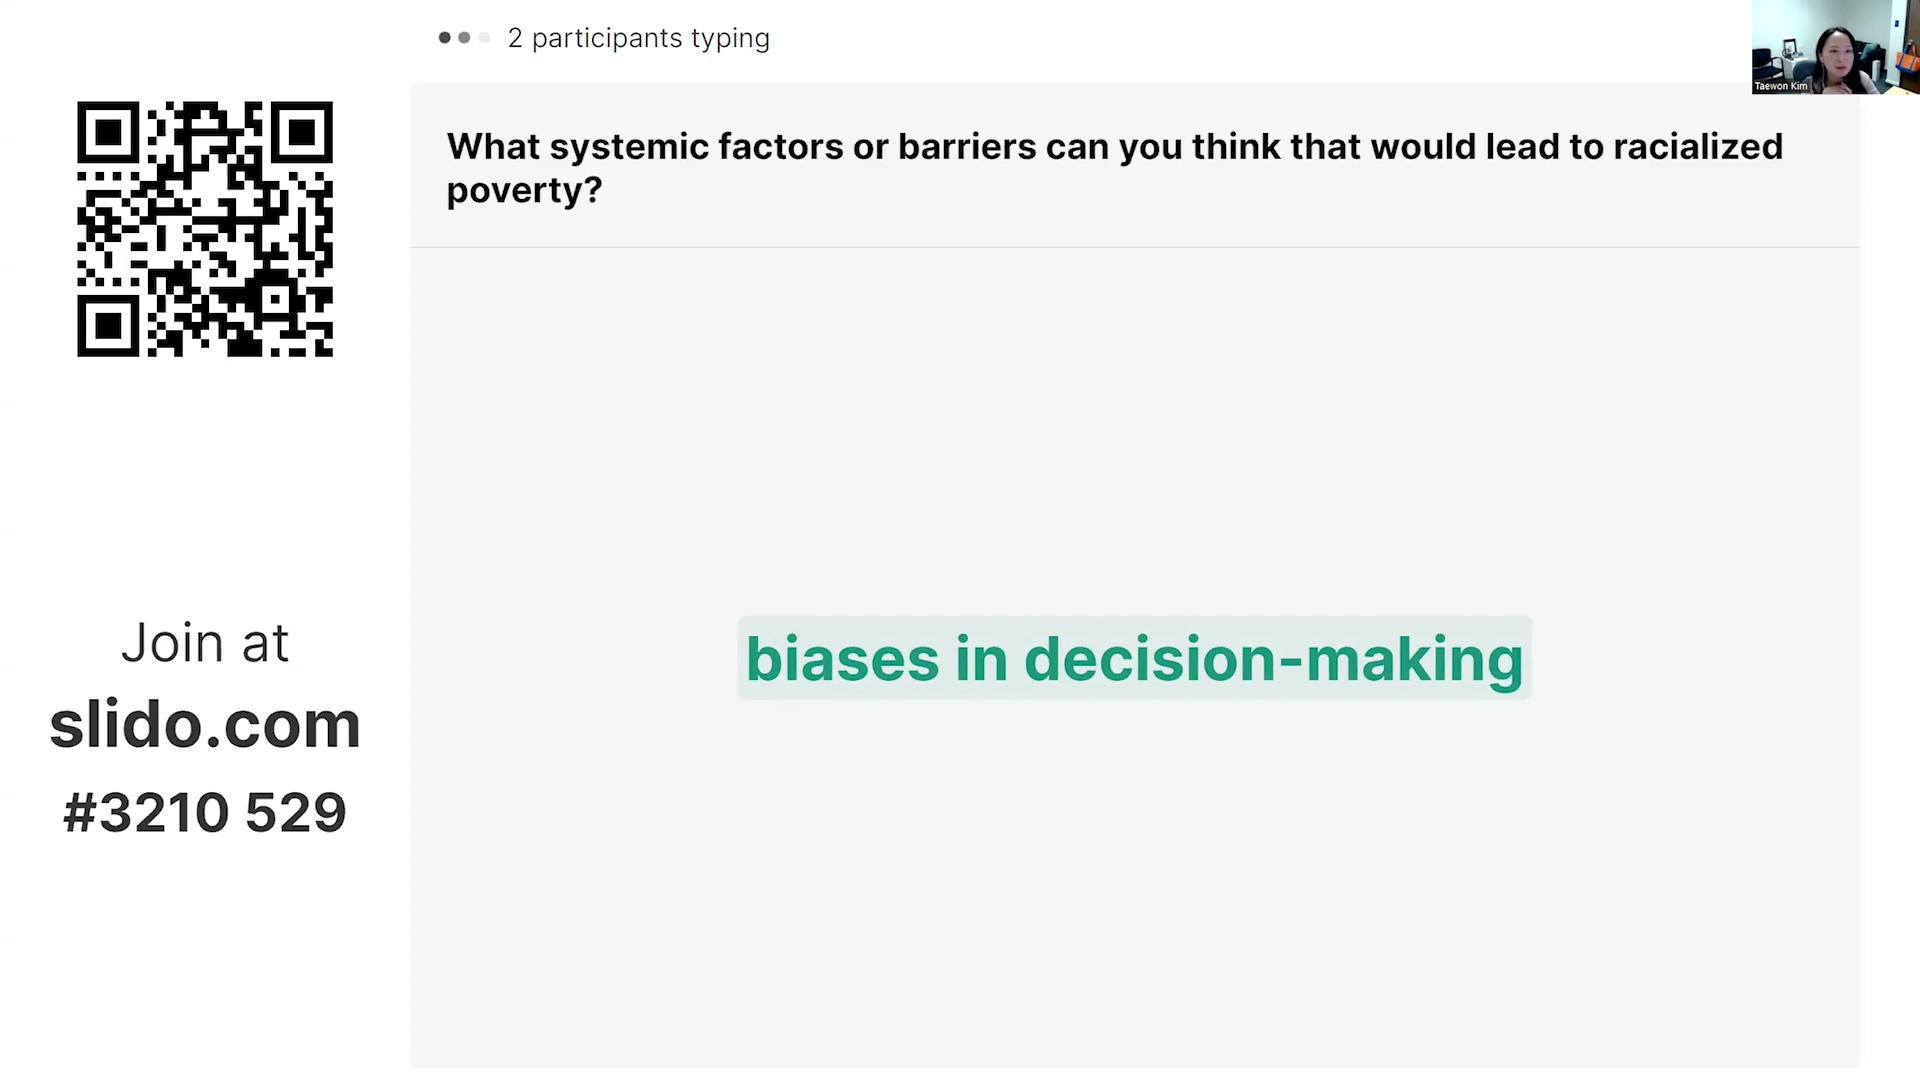 2 participants typing
Taewon Kim
What systemic factors or barriers can you think that would lead to racialized
poverty?
biases in decision-making
Join at
slido.com
#3210 529